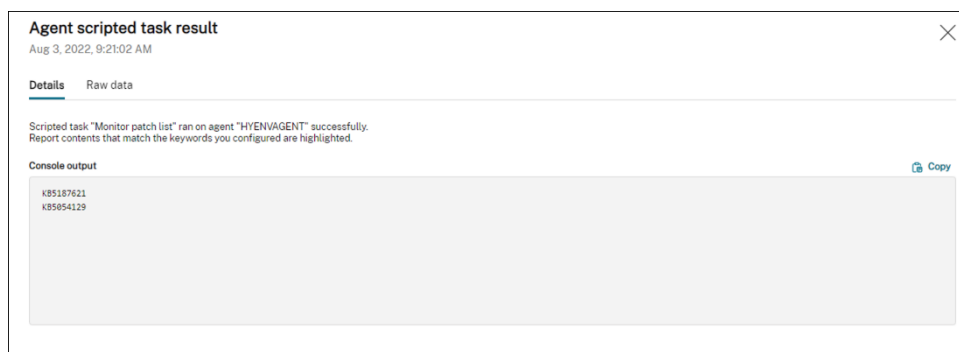 Agent scripted task result
Aug 3, 2022, 9:21:02 AM
Details Raw data
Scripted task "Monitor patch list" ran on agent "HYENVAGENT" successfully.
Report contents that match the keywords you configured are highlighted.
Console output Copy
KB5187621
KB5054129